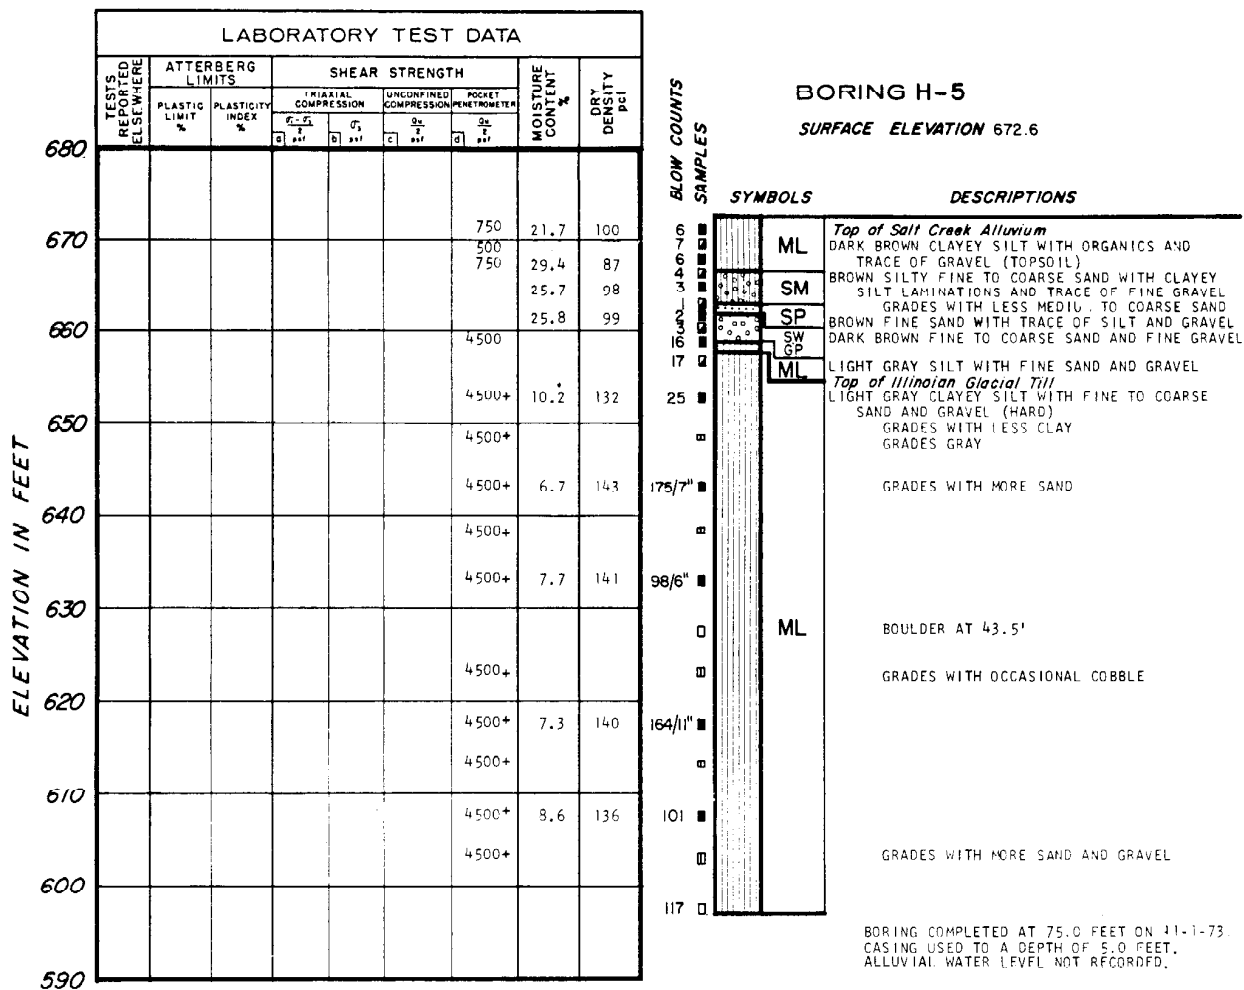 LABORATORY TEST DATA
TESTS REPORTED ELSEWHERE
ATTERBERG LIMITS
SHEAR STRENGTH
MOISTURE CONTENT %
DRY DENSITY pcf
PLASTIC LIMIT %
PLASTICITY INDEX %
TRIAXIAL COMPRESSION
UNCONFINED COMPRESSION
POCKET PENETROMETER
a psf
b psf
c psf
d psf
BORING H-5
SURFACE ELEVATION 672.6
BLOW COUNTS
SAMPLES
SYMBOLS
DESCRIPTIONS
ELEVATION IN FEET
680
670
660
650
640
630
620
610
600
590
750 21.7 100
500
750 29.4 87
25.7 98
25.8 99
4500
4500+ 10.2 132
4500+
4500+ 6.7 143
4500+
4500+ 7.7 141
4500+
4500+ 7.3 140
4500+
4500+ 8.6 136
4500+
6
7
6
4
3
1
2
3
16
17
25
175/7"
98/6"
164/11"
101
117
ML
SM
SP
SW
GP
ML
ML
Top of Salt Creek Alluvium
DARK BROWN CLAYEY SILT WITH ORGANICS AND
TRACE OF GRAVEL (TOPSOIL)
BROWN SILTY FINE TO COARSE SAND WITH CLAYEY
SILT LAMINATIONS AND TRACE OF FINE GRAVEL
GRADES WITH LESS MEDIU. TO COARSE SAND
BROWN FINE SAND WITH TRACE OF SILT AND GRAVEL
DARK BROWN FINE TO COARSE SAND AND FINE GRAVEL
LIGHT GRAY SILT WITH FINE SAND AND GRAVEL
Top of Illinoian Glacial Till
LIGHT GRAY CLAYEY SILT WITH FINE TO COARSE
SAND AND GRAVEL (HARD)
GRADES WITH LESS CLAY
GRADES GRAY
GRADES WITH MORE SAND
BOULDER AT 43.5'
GRADES WITH OCCASIONAL COBBLE
GRADES WITH MORE SAND AND GRAVEL
BORING COMPLETED AT 75.0 FEET ON 11-1-73.
CASING USED TO A DEPTH OF 5.0 FEET.
ALLUVIAL WATER LEVEL NOT RECORDED.